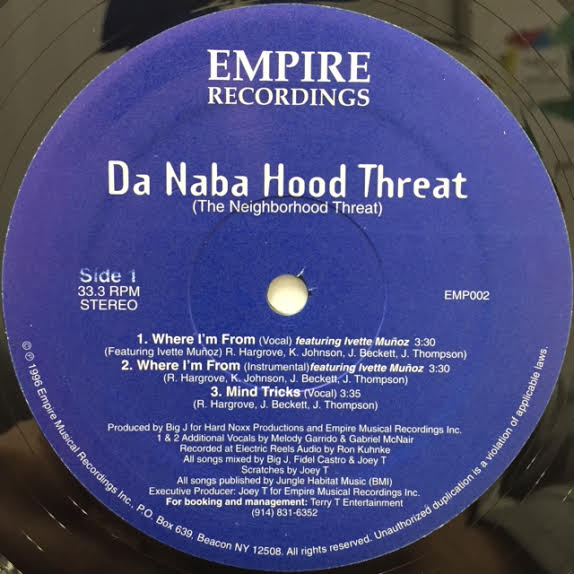 EMPIRE
RECORDINGS
Da Naba Hood Threat
(The Neighborhood Threat)
Side 1
33.3 RPM
STEREO
EMP002
1. Where I'm From (Vocal) featuring Ivette Muñoz 3:30
(Featuring Ivette Muñoz) R. Hargrove, K. Johnson, J. Beckett, J. Thompson)
2. Where I'm From (Instrumental) featuring Ivette Muñoz 3:30
(R. Hargrove, K. Johnson, J. Beckett, J. Thompson)
3. Mind Tricks (Vocal) 3:35
(R. Hargrove, J. Beckett, J. Thompson)
Produced by Big J for Hard Noxx Productions and Empire Musical Recordings Inc.
1 & 2 Additional Vocals by Melody Garrido & Gabriel McNair
Recorded at Electric Reels Audio by Ron Kuhnke
All songs mixed by Big J, Fidel Castro & Joey T
Scratches by Joey T
All songs published by Jungle Habitat Music (BMI)
Executive Producer: Joey T for Empire Musical Recordings Inc.
For booking and management: Terry T Entertainment
(914) 831-6352
© ℗ 1996 Empire Musical Recordings Inc., P.O. Box 639, Beacon NY 12508. All rights reserved. Unauthorized duplication is a violation of applicable laws.